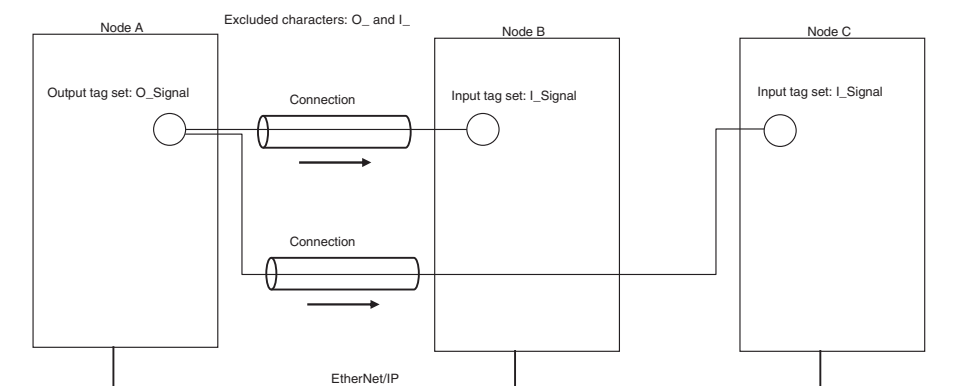 Excluded characters: O_ and I_
Node A
Node B
Node C
Output tag set: O_Signal
Connection
Input tag set: I_Signal
Input tag set: I_Signal
Connection
EtherNet/IP